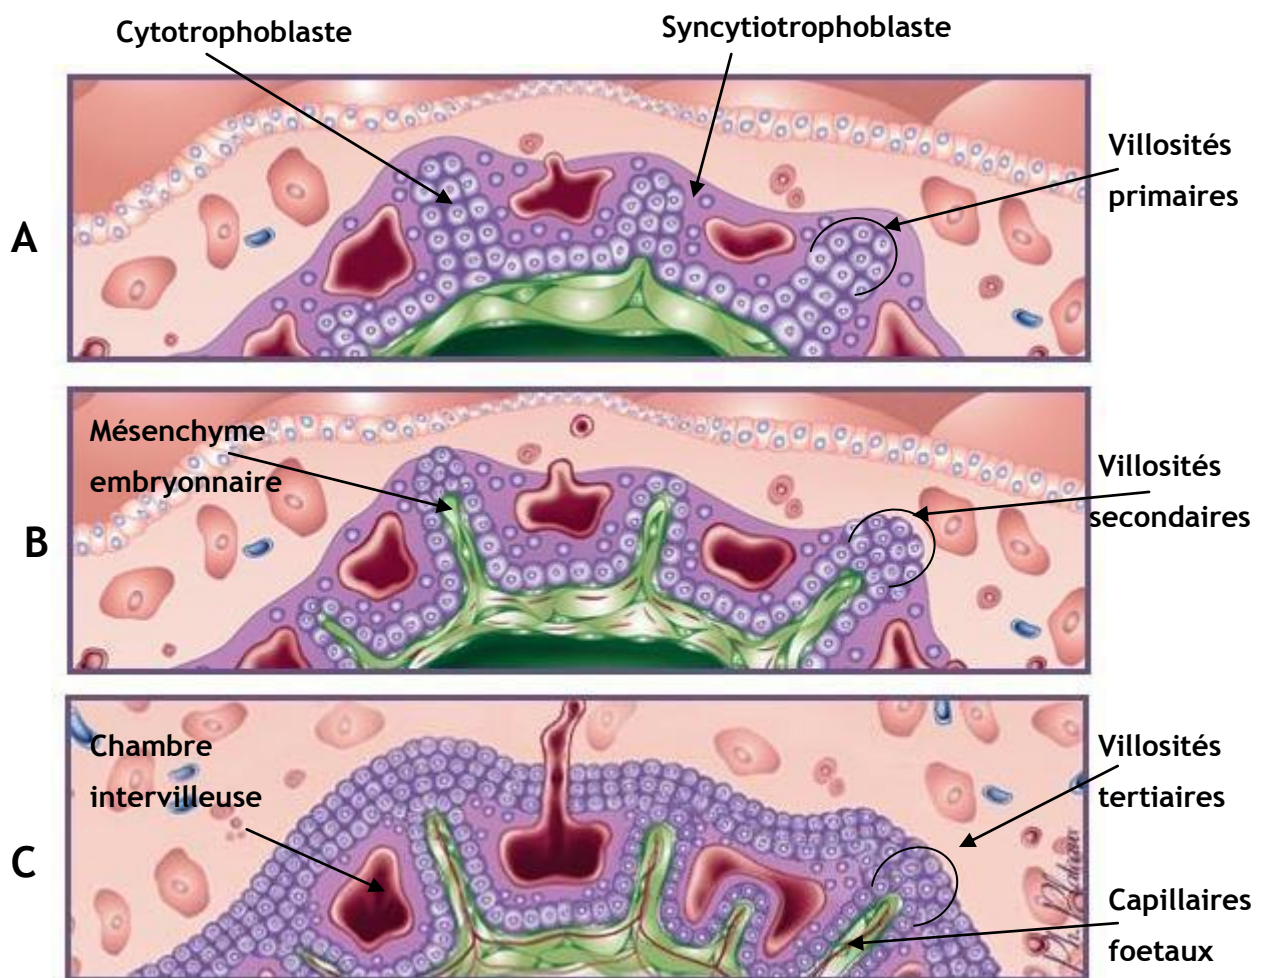 Cytotrophoblaste
Syncytiotrophoblaste
Villosités
primaires
A
Mésenchyme
embryonnaire
Villosités
secondaires
B
Chambre
intervilleuse
Villosités
tertiaires
C
Capillaires
foetaux